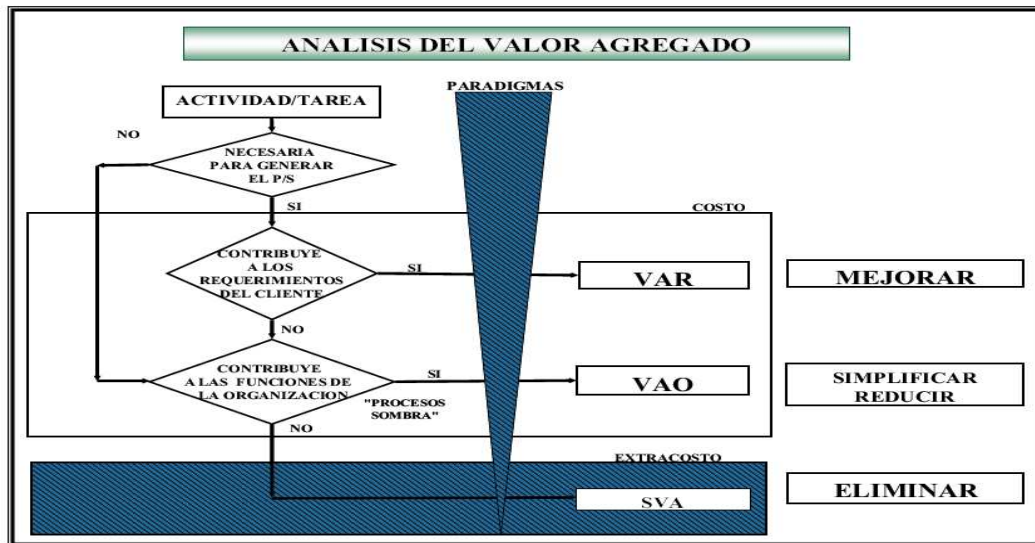 ANALISIS DEL VALOR AGREGADO
PARADIGMAS
ACTIVIDAD/TAREA
NO
NECESARIA
PARA GENERAR
EL P/S
SI
COSTO
CONTRIBUYE
A LOS
REQUERIMIENTOS
DEL CLIENTE
SI
VAR
MEJORAR
NO
CONTRIBUYE
A LAS FUNCIONES DE
LA ORGANIZACION
SI
"PROCESOS
SOMBRA"
VAO
SIMPLIFICAR
REDUCIR
NO
EXTRACOSTO
SVA
ELIMINAR